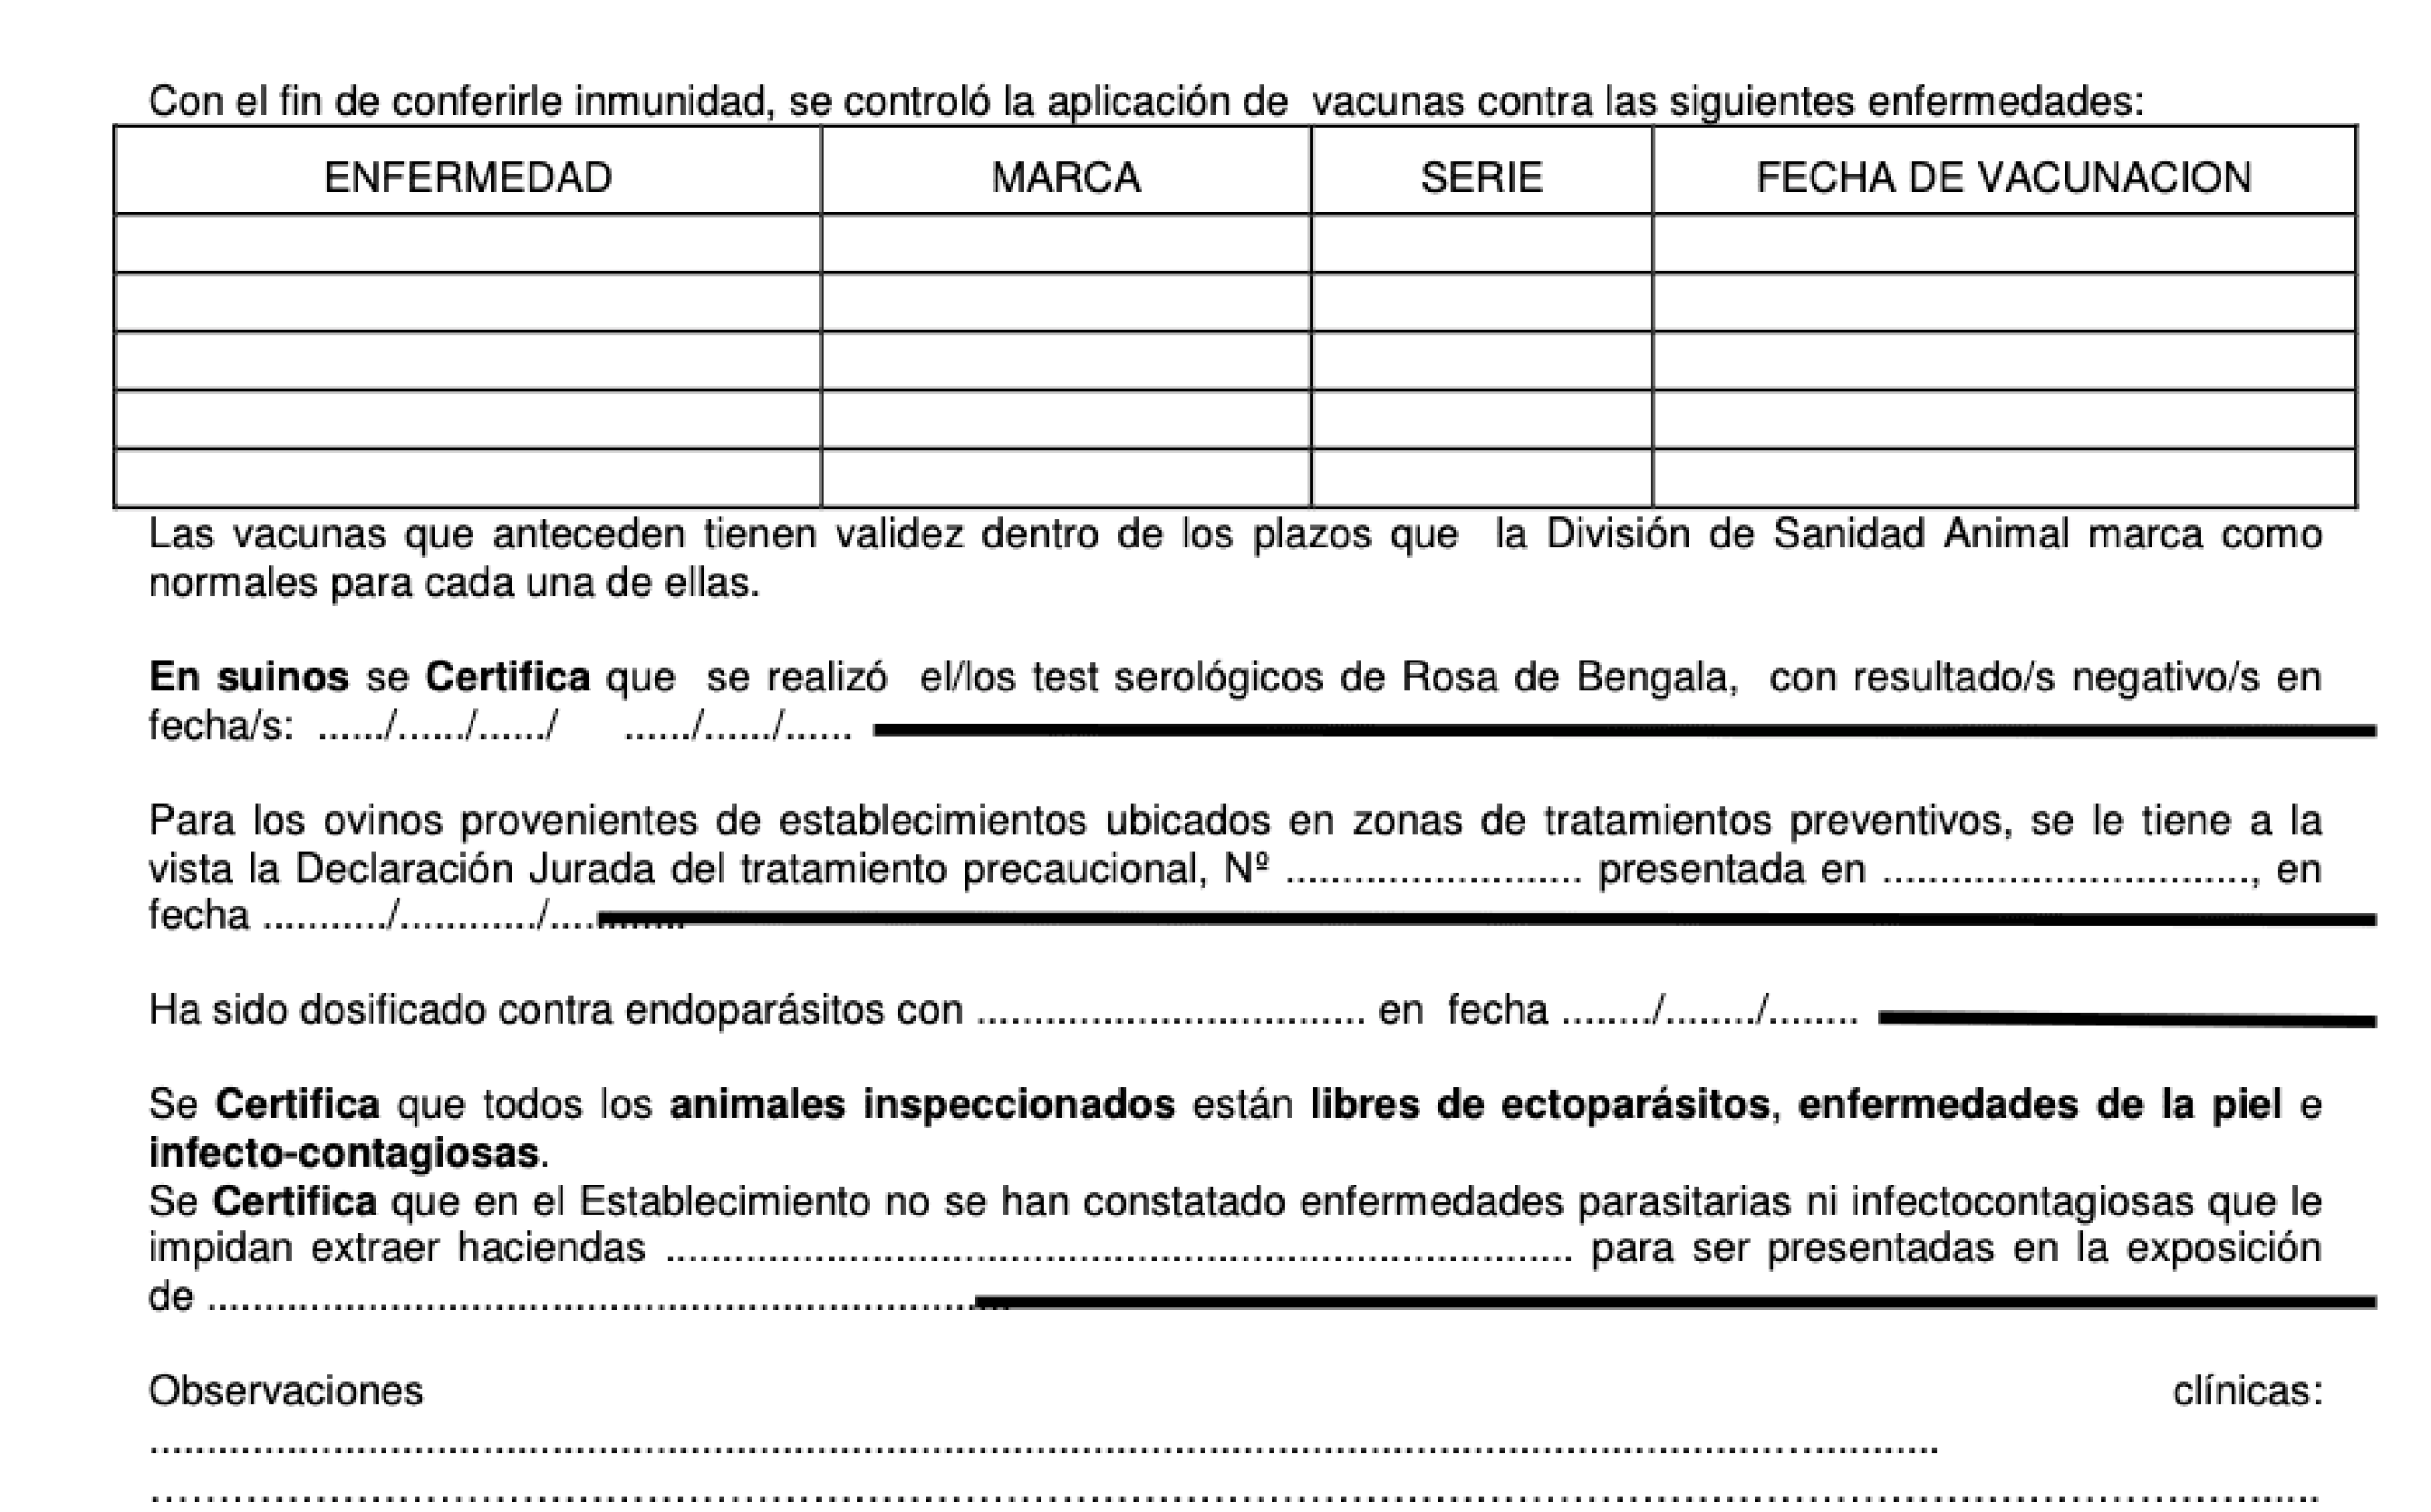 Con el fin de conferirle inmunidad, se controló la aplicación de vacunas contra las siguientes enfermedades:
ENFERMEDAD MARCA SERIE FECHA DE VACUNACION
Las vacunas que anteceden tienen validez dentro de los plazos que la División de Sanidad Animal marca como
normales para cada una de ellas.
En suinos se Certifica que se realizó el/los test serológicos de Rosa de Bengala, con resultado/s negativo/s en
fecha/s: ....../....../....../ ....../....../......
Para los ovinos provenientes de establecimientos ubicados en zonas de tratamientos preventivos, se le tiene a la
vista la Declaración Jurada del tratamiento precaucional, Nº .......................... presentada en ................................, en
fecha .........../............/............
Ha sido dosificado contra endoparásitos con .................................. en fecha ......../......../........
Se Certifica que todos los animales inspeccionados están libres de ectoparásitos, enfermedades de la piel e
infecto-contagiosas.
Se Certifica que en el Establecimiento no se han constatado enfermedades parasitarias ni infectocontagiosas que le
impidan extraer haciendas ............................................................................... para ser presentadas en la exposición
de ......................................................................
Observaciones clínicas:
............................................................................................................................................................
.............................................................................................................................................................................................